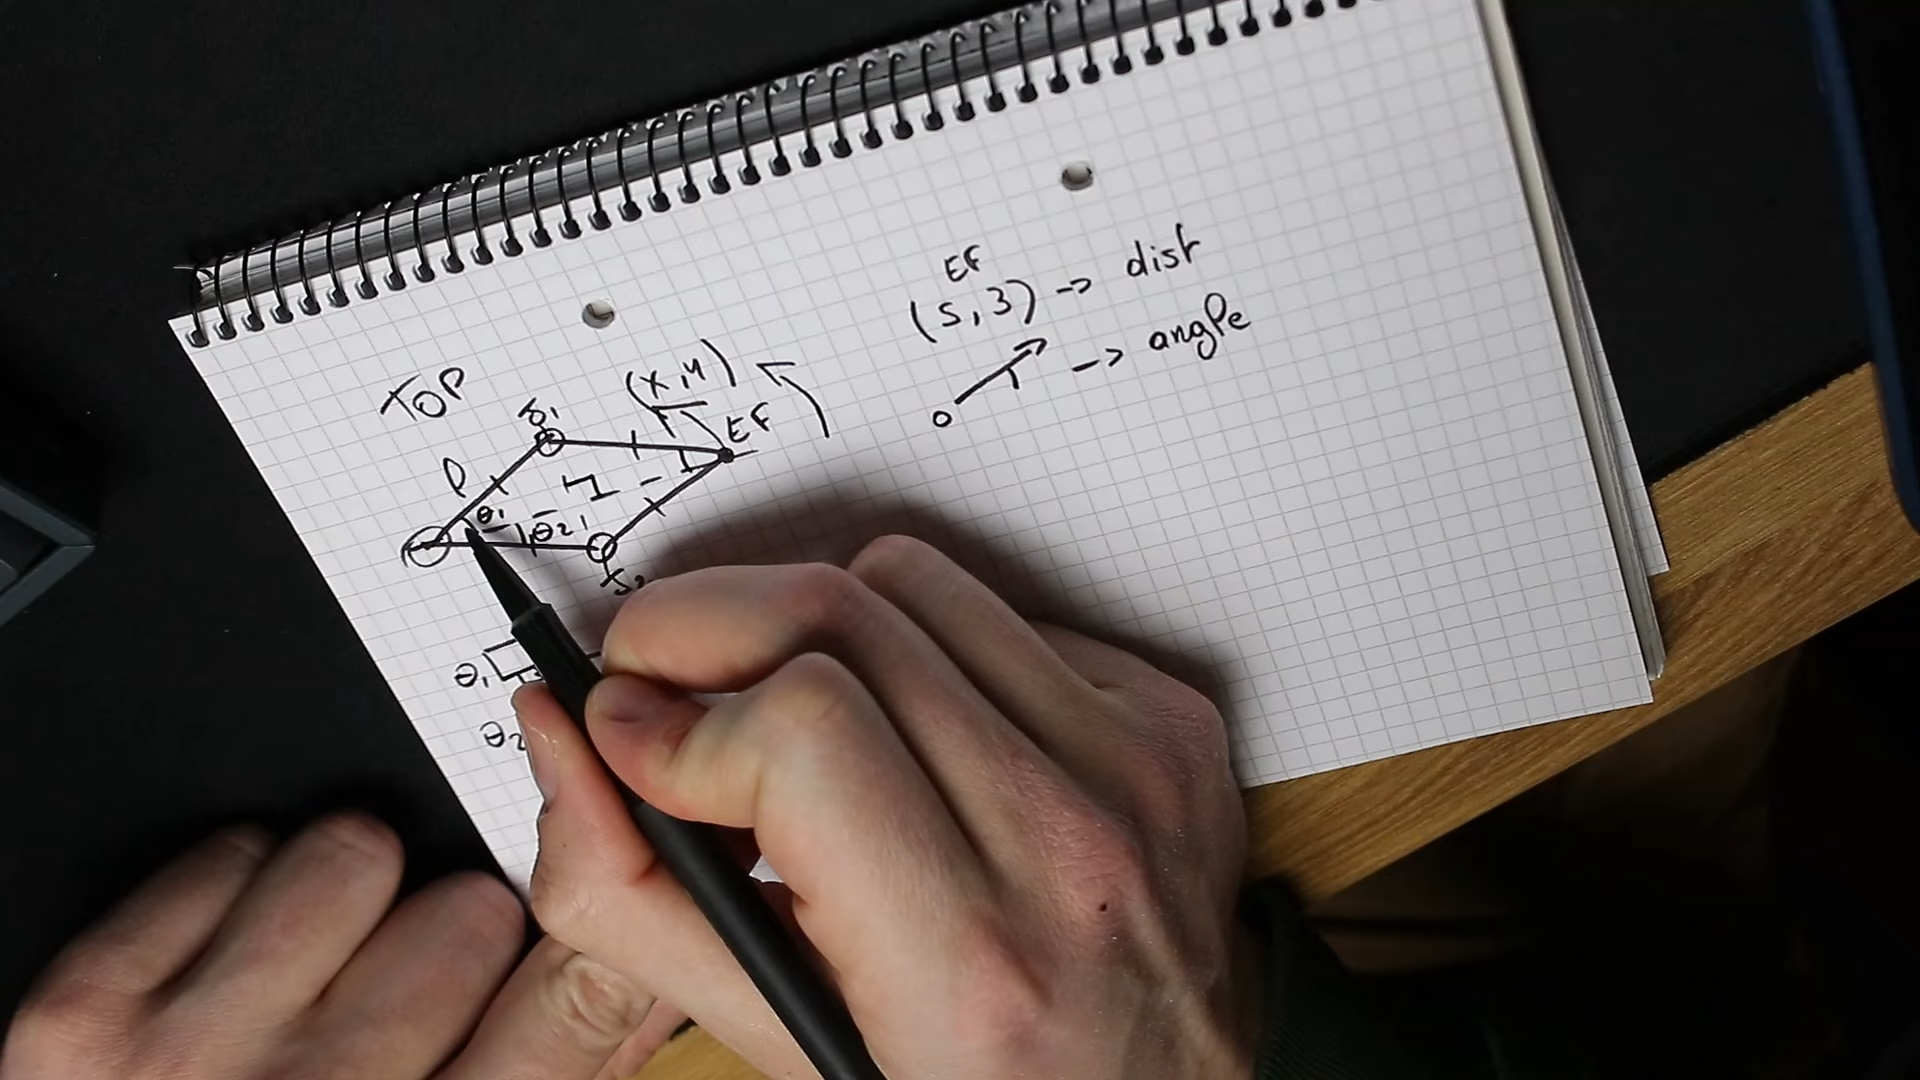 EF
(5,3) -> dist
-> angle
TOP
(x,y)
EF
l
θ1
θ2
θ1
θ2